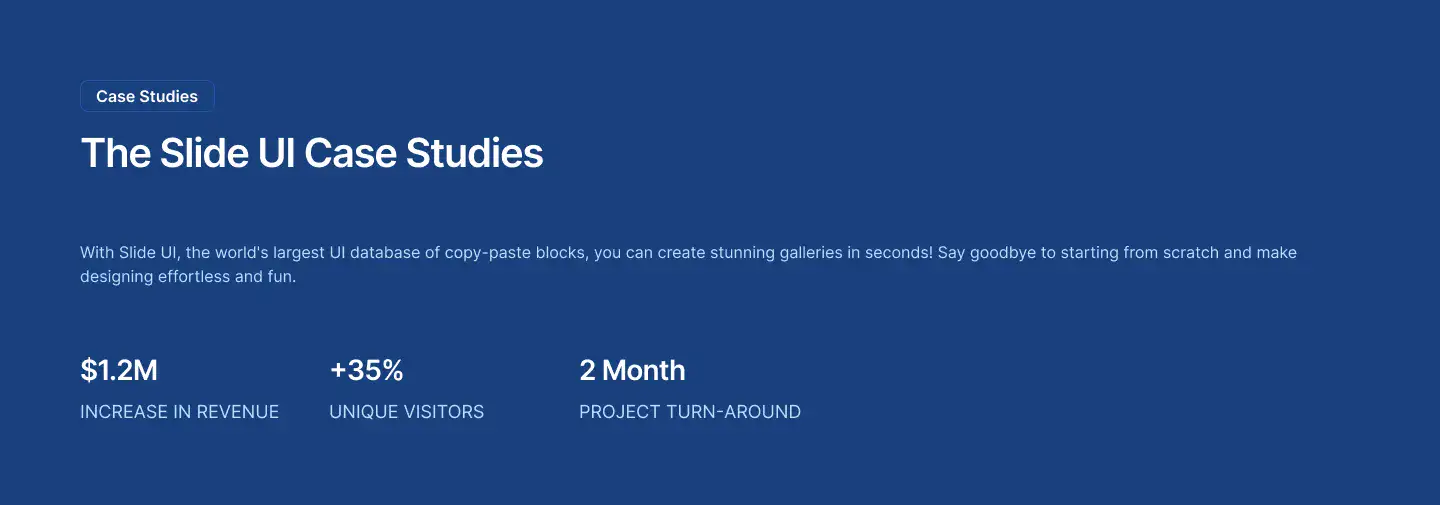 Case Studies
The Slide UI Case Studies
With Slide UI, the world's largest UI database of copy-paste blocks, you can create stunning galleries in seconds! Say goodbye to starting from scratch and make
designing effortless and fun.
$1.2M
INCREASE IN REVENUE
+35%
UNIQUE VISITORS
2 Month
PROJECT TURN-AROUND